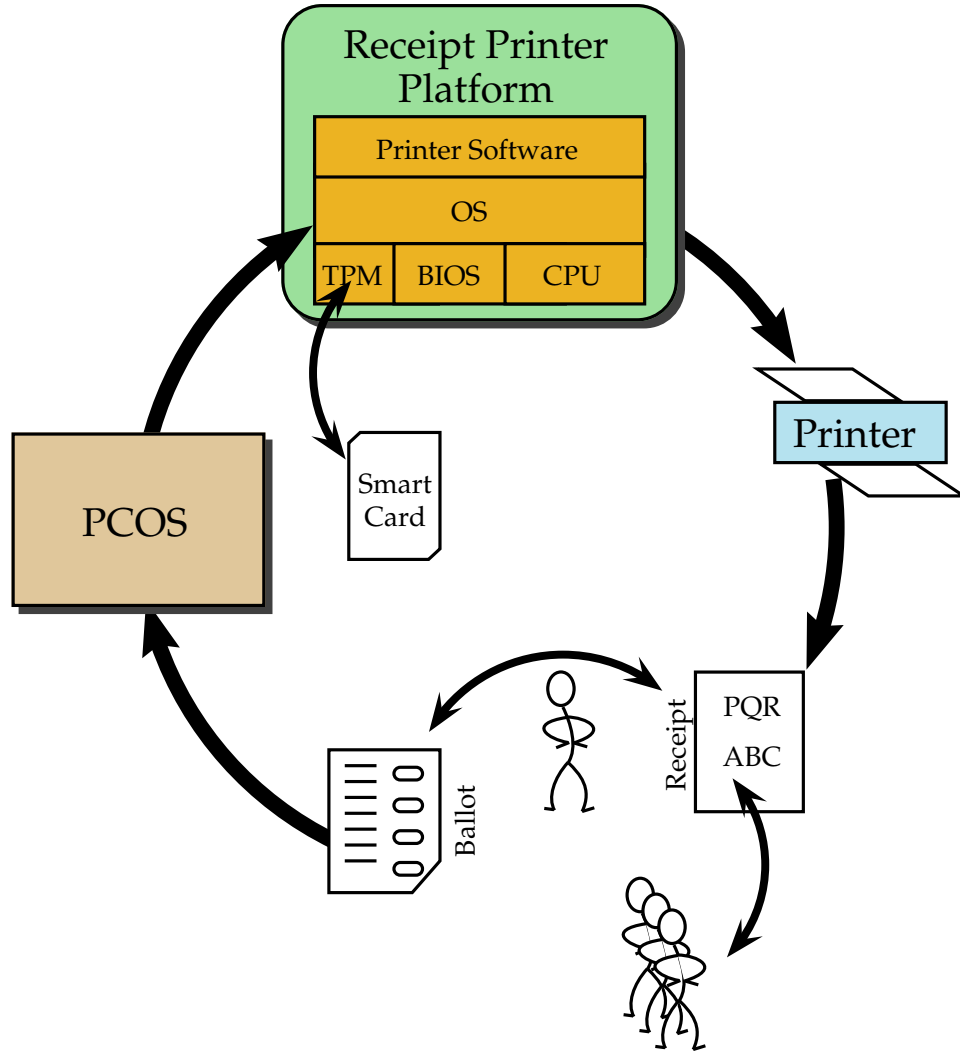 Receipt Printer
Platform
Printer Software
OS
TPM BIOS CPU
Printer
Smart
Card
PCOS
PQR
ABC
Receipt
Ballot